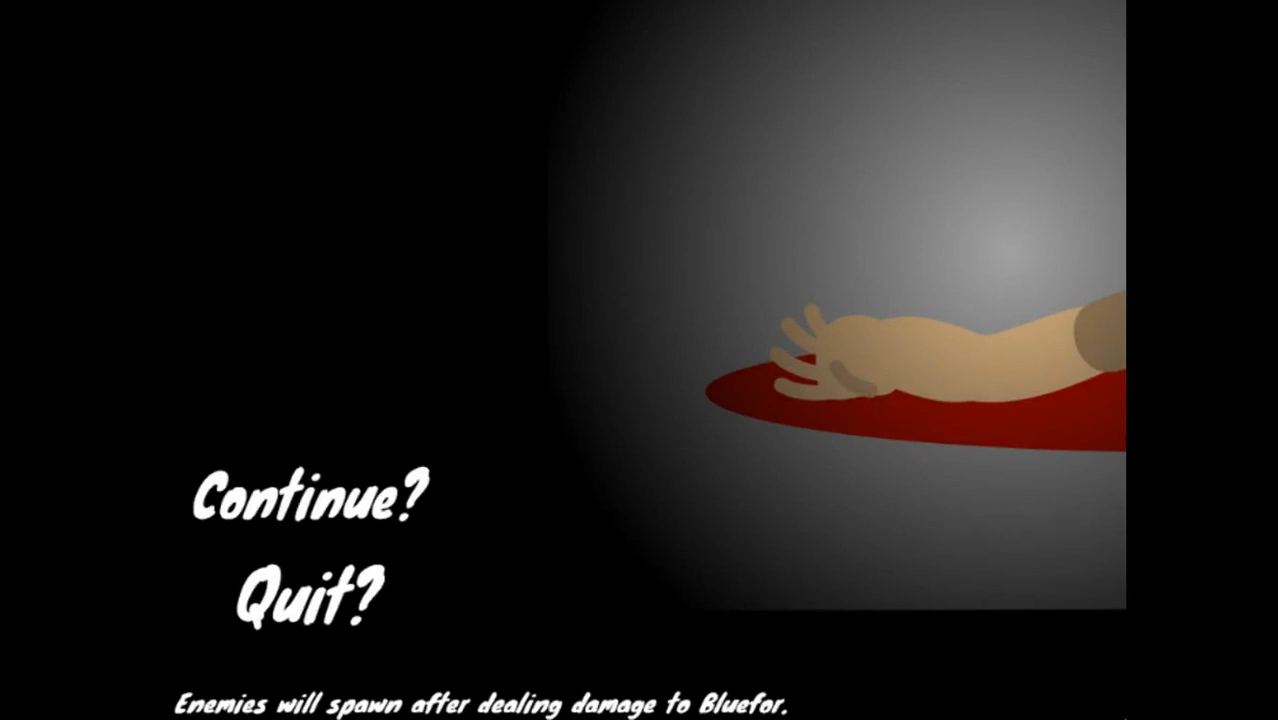 Continue?
Quit?
Enemies will spawn after dealing damage to Bluefor.